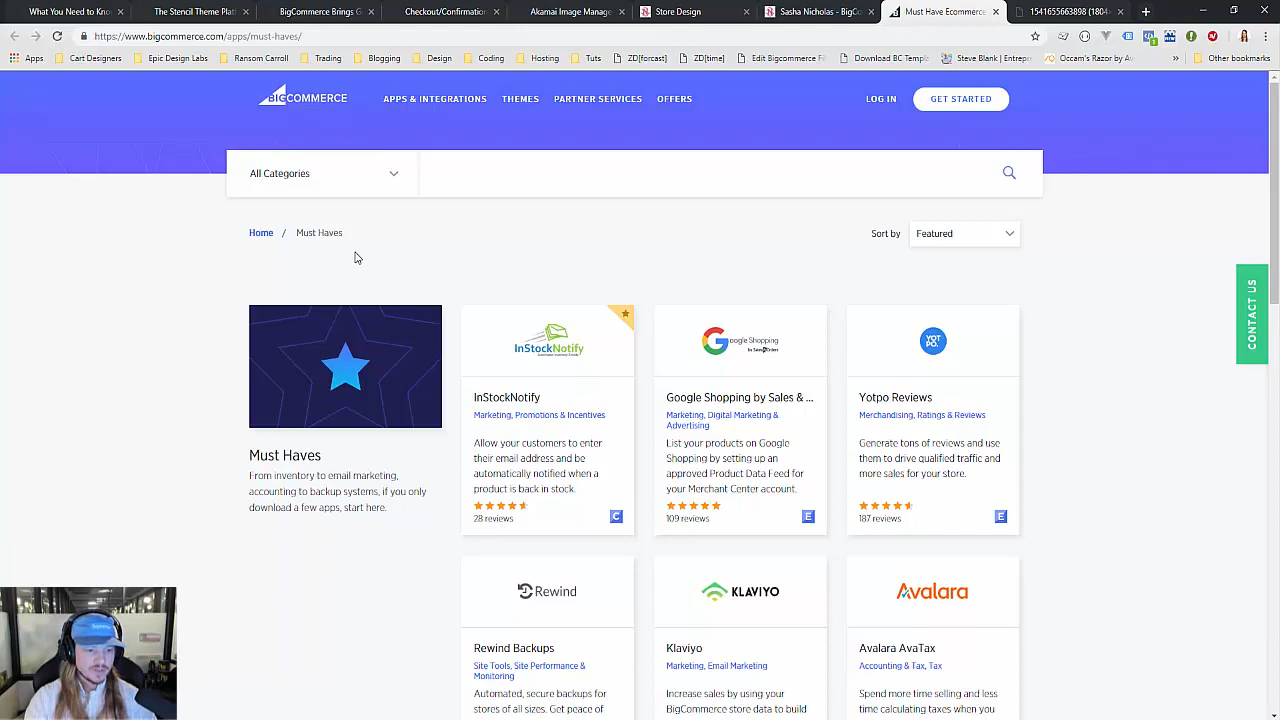 What You Need to Kno
The Stencil Theme Platf
BigCommerce Brings G
Checkout/Confirmation
Akamai Image Manage
Store Design
Sasha Nicholas - BigCo
Must Have Ecommerce
1541655663898 (1804×
https://www.bigcommerce.com/apps/must-haves/
Apps
Cart Designers
Epic Design Labs
Ransom Carroll
Trading
Blogging
Design
Coding
Hosting
Tuts
ZD[forcast]
ZD[time]
Edit Bigcommerce F
Download BC Templ
Steve Blank | Entrepr
Occam's Razor by Av
»
Other bookmarks
BIGCOMMERCE
APPS & INTEGRATIONS
THEMES
PARTNER SERVICES
OFFERS
LOG IN
GET STARTED
All Categories
Home / Must Haves
Sort by
Featured
CONTACT US
Must Haves
From inventory to email marketing,
accounting to backup systems, if you only
download a few apps, start here.
InStockNotify
InStockNotify
Marketing, Promotions & Incentives
Allow your customers to enter
their email address and be
automatically notified when a
product is back in stock.
28 reviews
C
Google Shopping
Google Shopping by Sales & ...
Marketing, Digital Marketing &
Advertising
List your products on Google
Shopping by setting up an
approved Product Data Feed for
your Merchant Center account.
109 reviews
E
YOTPO.
Yotpo Reviews
Merchandising, Ratings & Reviews
Generate tons of reviews and use
them to drive qualified traffic and
more sales for your store.
187 reviews
E
Rewind
Rewind Backups
Site Tools, Site Performance &
Monitoring
Automated, secure backups for
stores of all sizes. Get peace of
KLAVIYO
Klaviyo
Marketing, Email Marketing
Increase sales by using your
BigCommerce store data to build
Avalara
Avalara AvaTax
Accounting & Tax, Tax
Spend more time selling and less
time calculating taxes when you